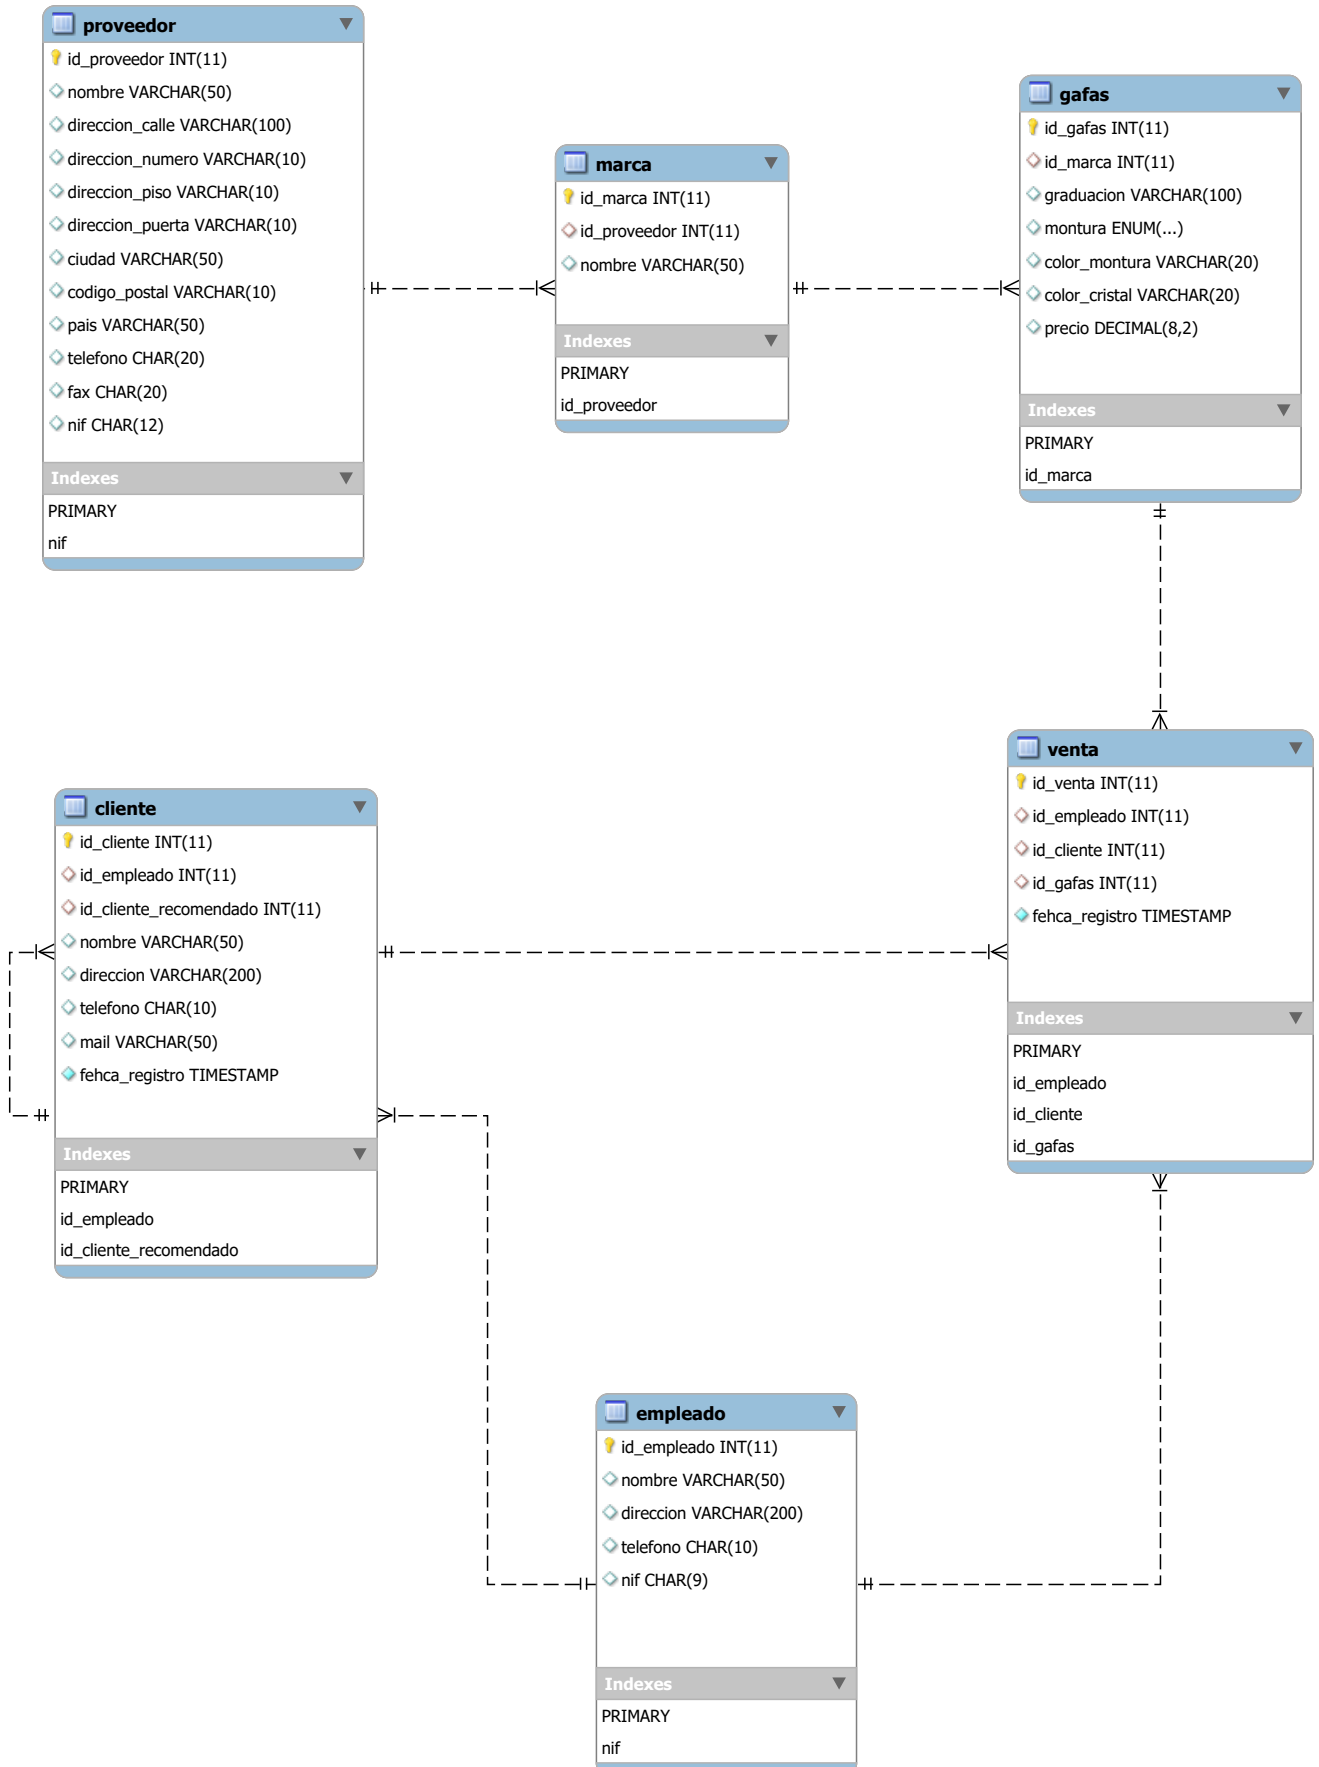 proveedor
id_proveedor INT(11)
nombre VARCHAR(50)
direccion_calle VARCHAR(100)
direccion_numero VARCHAR(10)
direccion_piso VARCHAR(10)
direccion_puerta VARCHAR(10)
ciudad VARCHAR(50)
codigo_postal VARCHAR(10)
pais VARCHAR(50)
telefono CHAR(20)
fax CHAR(20)
nif CHAR(12)
Indexes
PRIMARY
nif
marca
id_marca INT(11)
id_proveedor INT(11)
nombre VARCHAR(50)
Indexes
PRIMARY
id_proveedor
gafas
id_gafas INT(11)
id_marca INT(11)
graduacion VARCHAR(100)
montura ENUM(...)
color_montura VARCHAR(20)
color_cristal VARCHAR(20)
precio DECIMAL(8,2)
Indexes
PRIMARY
id_marca
cliente
id_cliente INT(11)
id_empleado INT(11)
id_cliente_recomendado INT(11)
nombre VARCHAR(50)
direccion VARCHAR(200)
telefono CHAR(10)
mail VARCHAR(50)
fehca_registro TIMESTAMP
Indexes
PRIMARY
id_empleado
id_cliente_recomendado
venta
id_venta INT(11)
id_empleado INT(11)
id_cliente INT(11)
id_gafas INT(11)
fehca_registro TIMESTAMP
Indexes
PRIMARY
id_empleado
id_cliente
id_gafas
empleado
id_empleado INT(11)
nombre VARCHAR(50)
direccion VARCHAR(200)
telefono CHAR(10)
nif CHAR(9)
Indexes
PRIMARY
nif